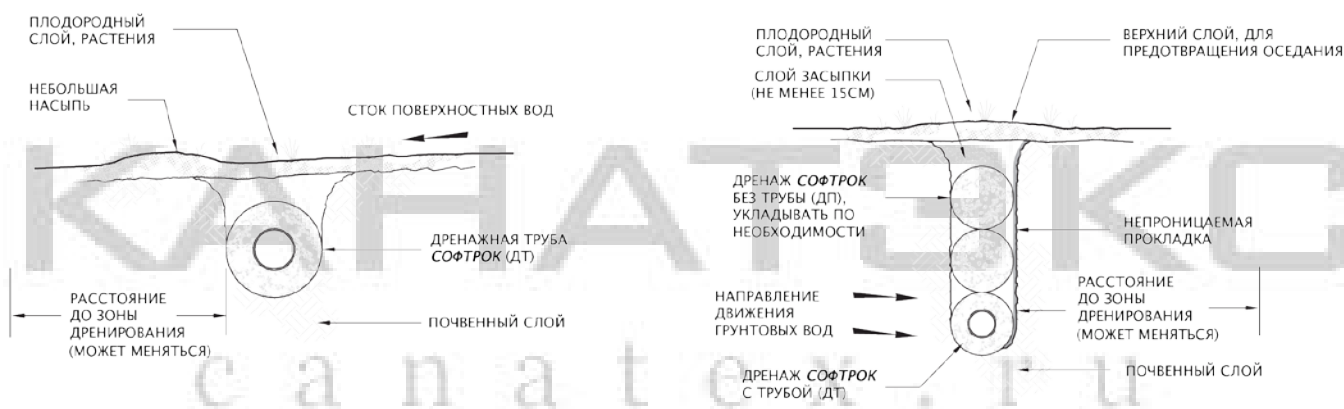 ПЛОДОРОДНЫЙ
СЛОЙ, РАСТЕНИЯ
НЕБОЛЬШАЯ
НАСЫПЬ
СТОК ПОВЕРХНОСТНЫХ ВОД
ДРЕНАЖНАЯ ТРУБА
СОФТРОК (ДТ)
РАССТОЯНИЕ
ДО ЗОНЫ
ДРЕНИРОВАНИЯ
(МОЖЕТ МЕНЯТЬСЯ)
ПОЧВЕННЫЙ СЛОЙ
ПЛОДОРОДНЫЙ
СЛОЙ, РАСТЕНИЯ
ВЕРХНИЙ СЛОЙ, ДЛЯ
ПРЕДОТВРАЩЕНИЯ ОСЕДАНИЯ
СЛОЙ ЗАСЫПКИ
(НЕ МЕНЕЕ 15СМ)
ДРЕНАЖ СОФТРОК
БЕЗ ТРУБЫ (ДП),
УКЛАДЫВАТЬ ПО
НЕОБХОДИМОСТИ
НЕПРОНИЦАЕМАЯ
ПРОКЛАДКА
НАПРАВЛЕНИЕ
ДВИЖЕНИЯ
ГРУНТОВЫХ ВОД
РАССТОЯНИЕ
ДО ЗОНЫ
ДРЕНИРОВАНИЯ
(МОЖЕТ МЕНЯТЬСЯ)
ДРЕНАЖ СОФТРОК
С ТРУБОЙ (ДТ)
ПОЧВЕННЫЙ СЛОЙ
КАНАТЭКС
canatex.ru